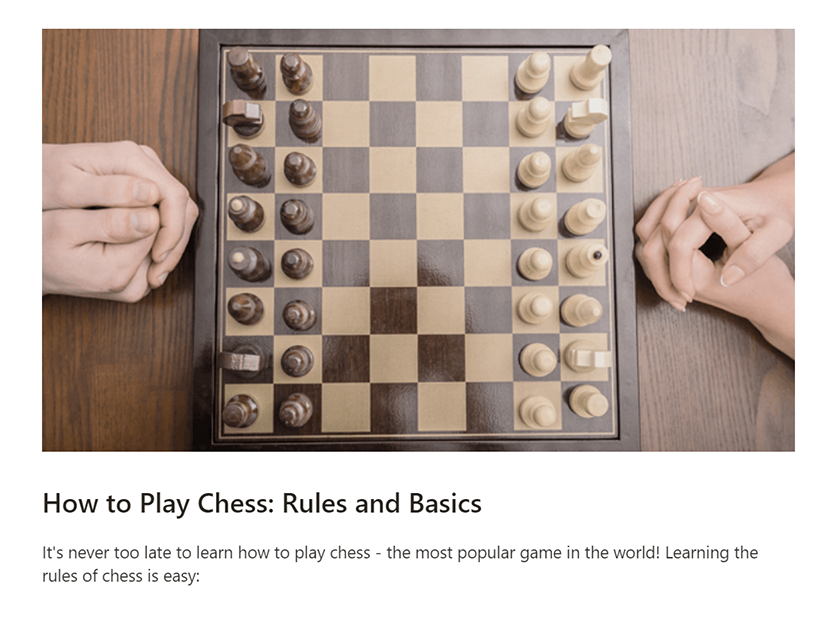 How to Play Chess: Rules and Basics
It's never too late to learn how to play chess - the most popular game in the world! Learning the
rules of chess is easy: